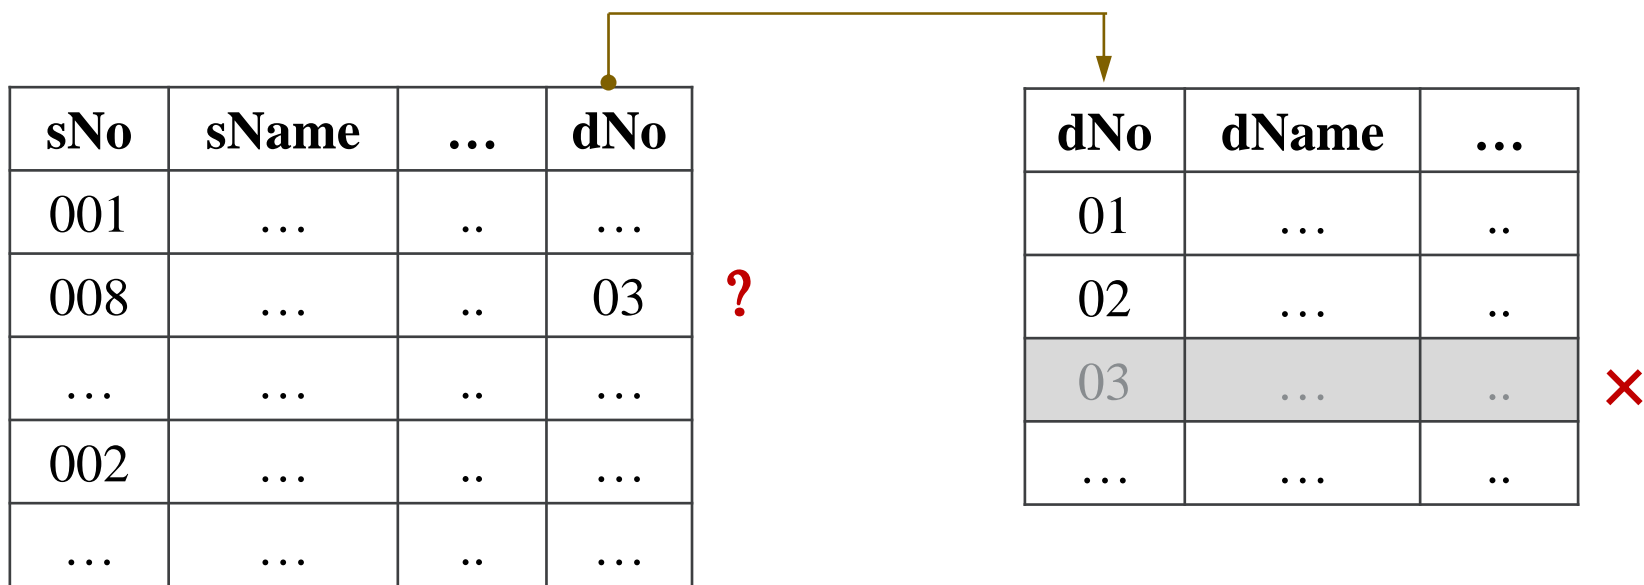 sNo sName … dNo
001 … .. …
008 … .. 03 ?
… … .. …
002 … .. …
… … .. …
dNo dName …
01 … ..
02 … ..
03 … .. ×
… … ..